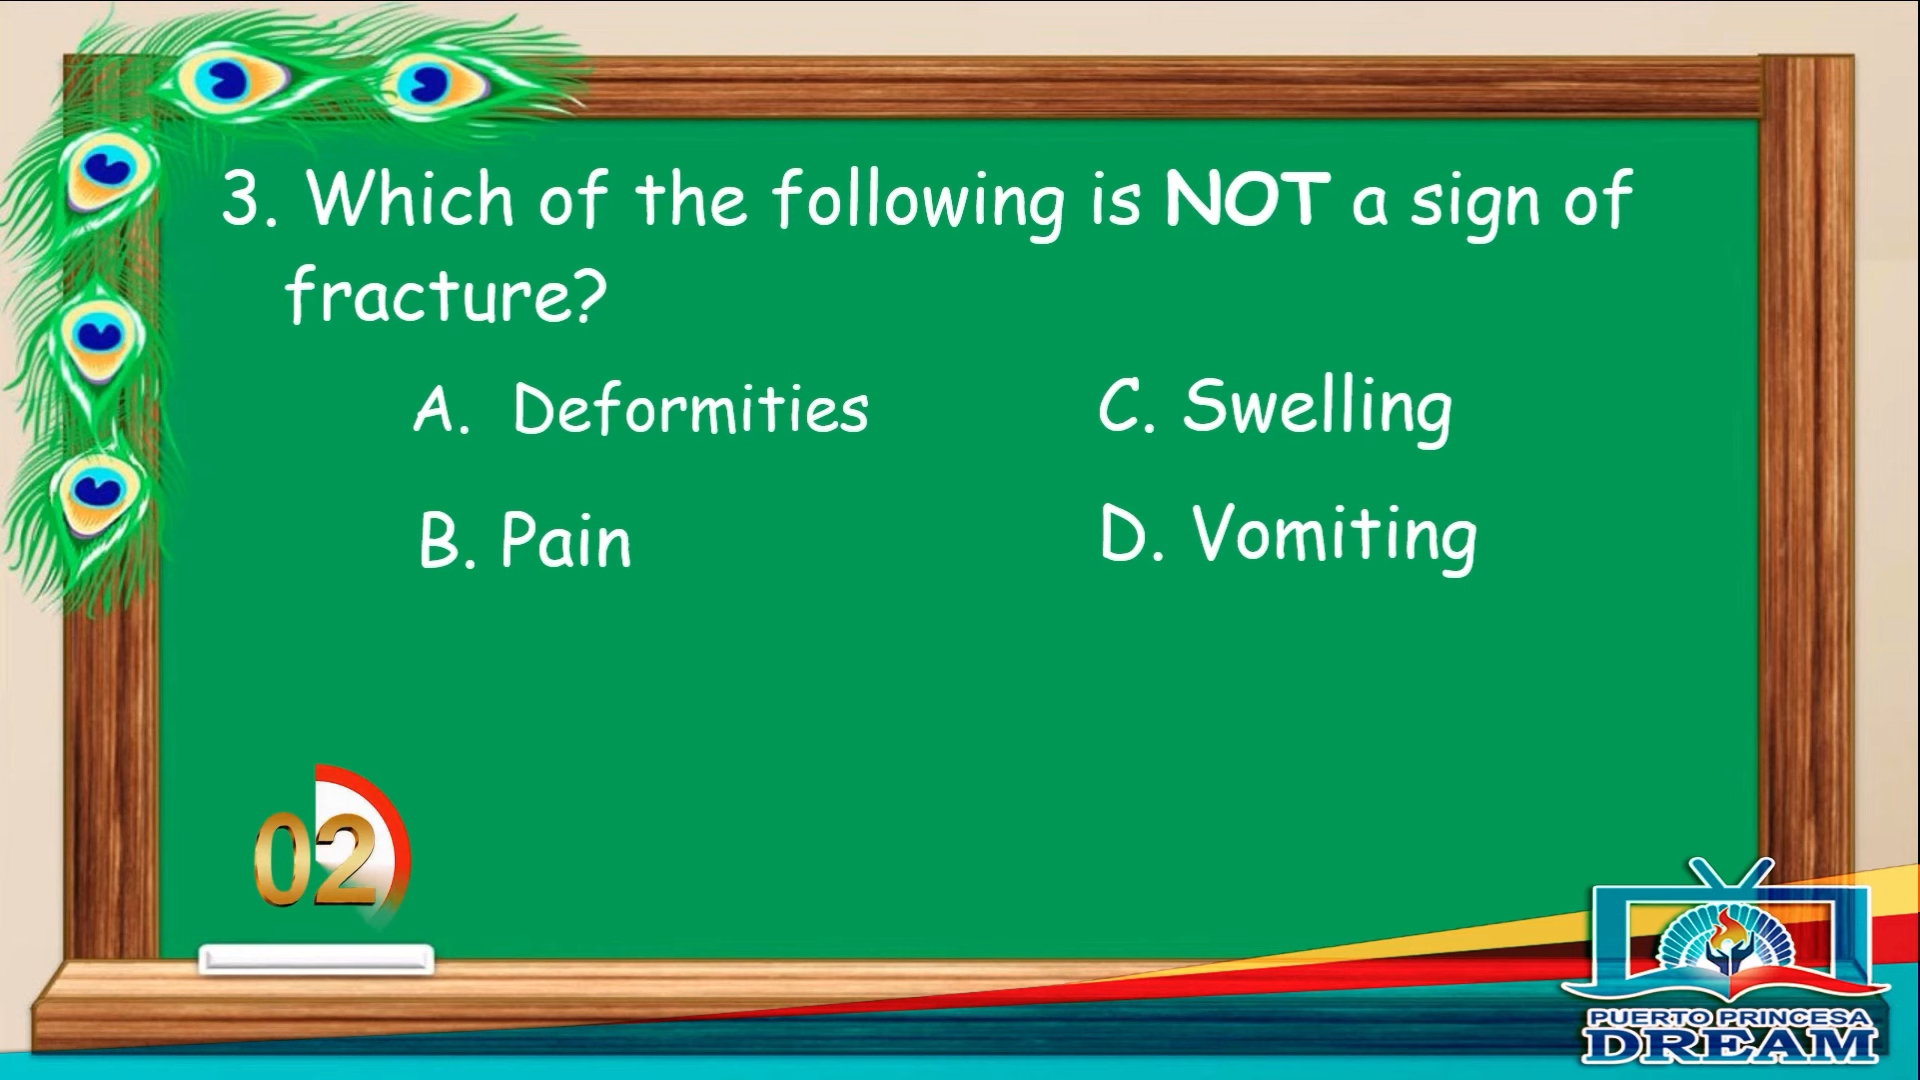 3. Which of the following is NOT a sign of
fracture?
A. Deformities
C. Swelling
B. Pain
D. Vomiting
02
PUERTO PRINCESA
DREAM